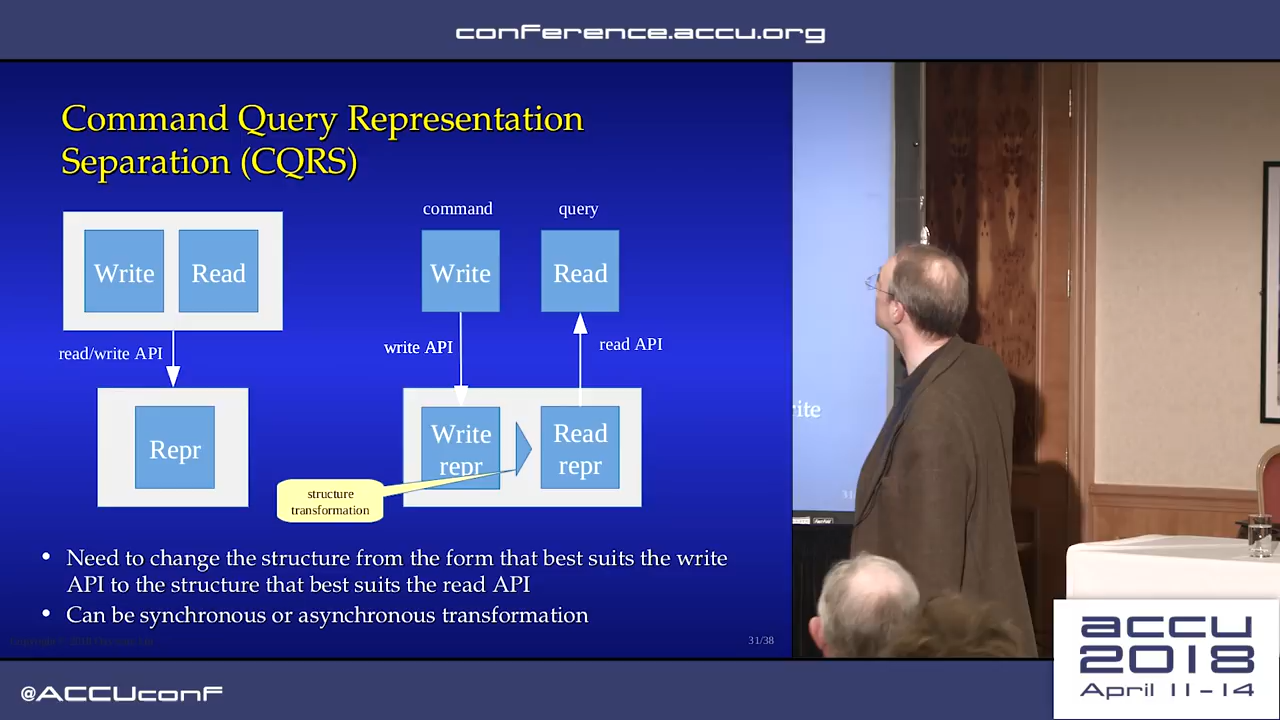 conference.accu.org
Command Query Representation
Separation (CQRS)
command
query
Write
Read
Write
Read
read/write API
write API
read API
Repr
Write
repr
Read
repr
structure
transformation
• Need to change the structure from the form that best suits the write
API to the structure that best suits the read API
• Can be synchronous or asynchronous transformation
31/38
ite
@ACCUconf
accu
2018
April 11-14